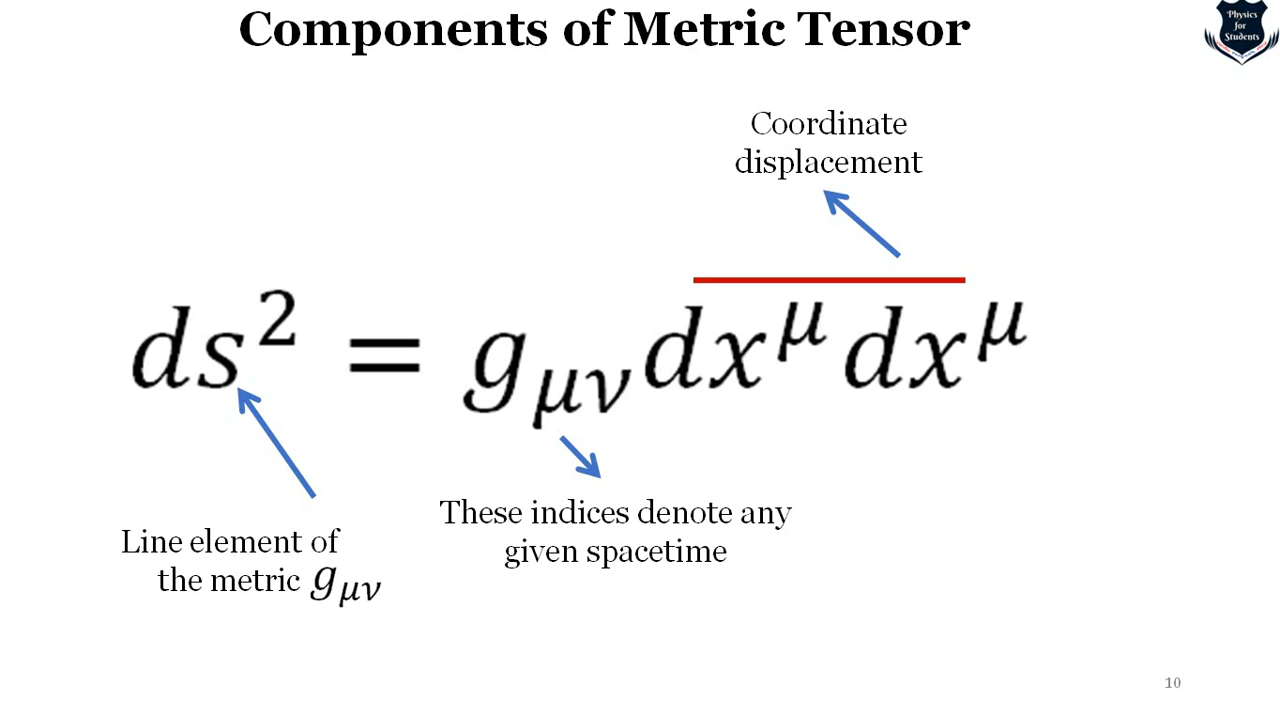 Components of Metric Tensor
Physics
for
Students
Coordinate
displacement
ds² = g_μν dx^μ dx^μ
These indices denote any
given spacetime
Line element of
the metric g_μν
10